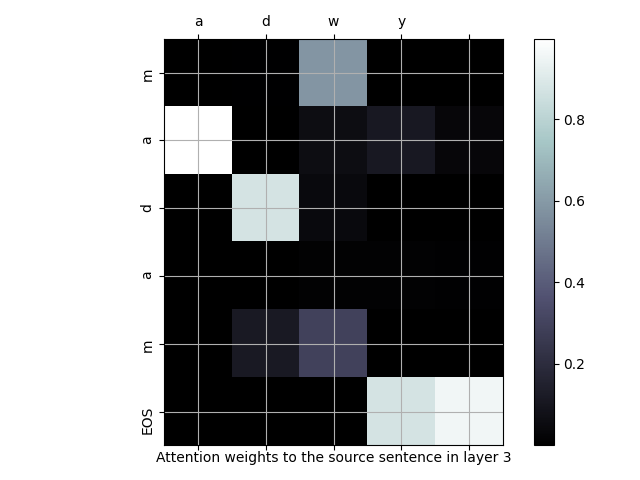 a d w y
m
a
d
a
m
EOS
0.8
0.6
0.4
0.2
Attention weights to the source sentence in layer 3